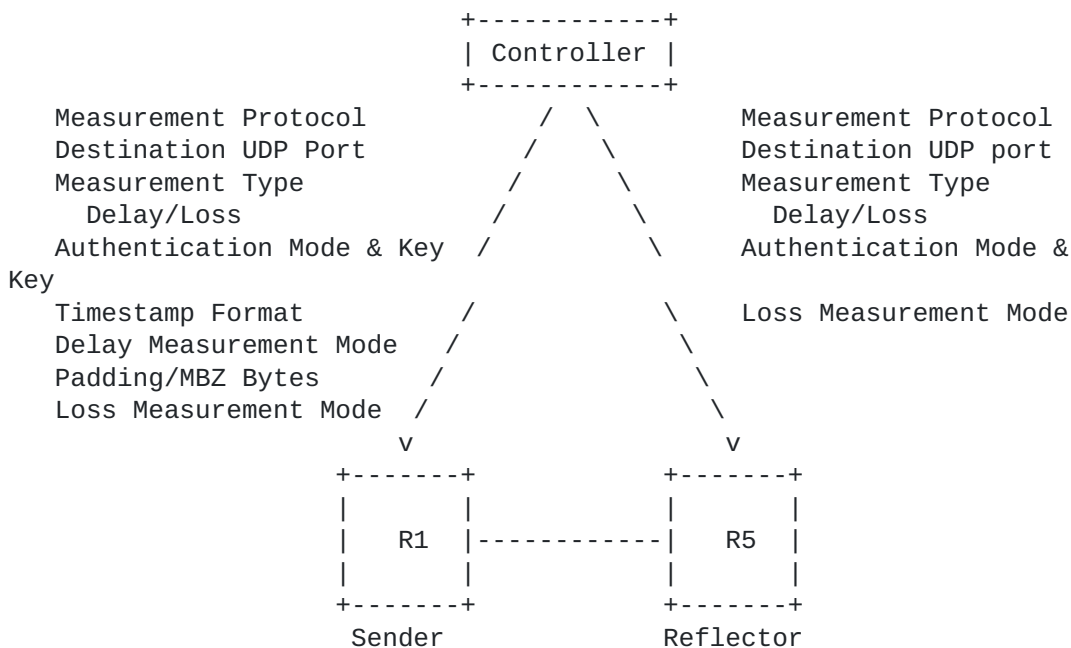 +------------+
                              | Controller |
                              +------------+
    Measurement Protocol           /  \         Measurement Protocol
    Destination UDP Port          /    \        Destination UDP port
    Measurement Type             /      \       Measurement Type
      Delay/Loss                /        \        Delay/Loss
    Authentication Mode & Key  /          \     Authentication Mode &
 Key
    Timestamp Format          /            \    Loss Measurement Mode
    Delay Measurement Mode   /              \
    Padding/MBZ Bytes       /                \
    Loss Measurement Mode  /                  \
                          v                    v
                      +-------+            +-------+
                      |       |            |       |
                      |   R1  |------------|   R5  |
                      |       |            |       |
                      +-------+            +-------+
                       Sender              Reflector